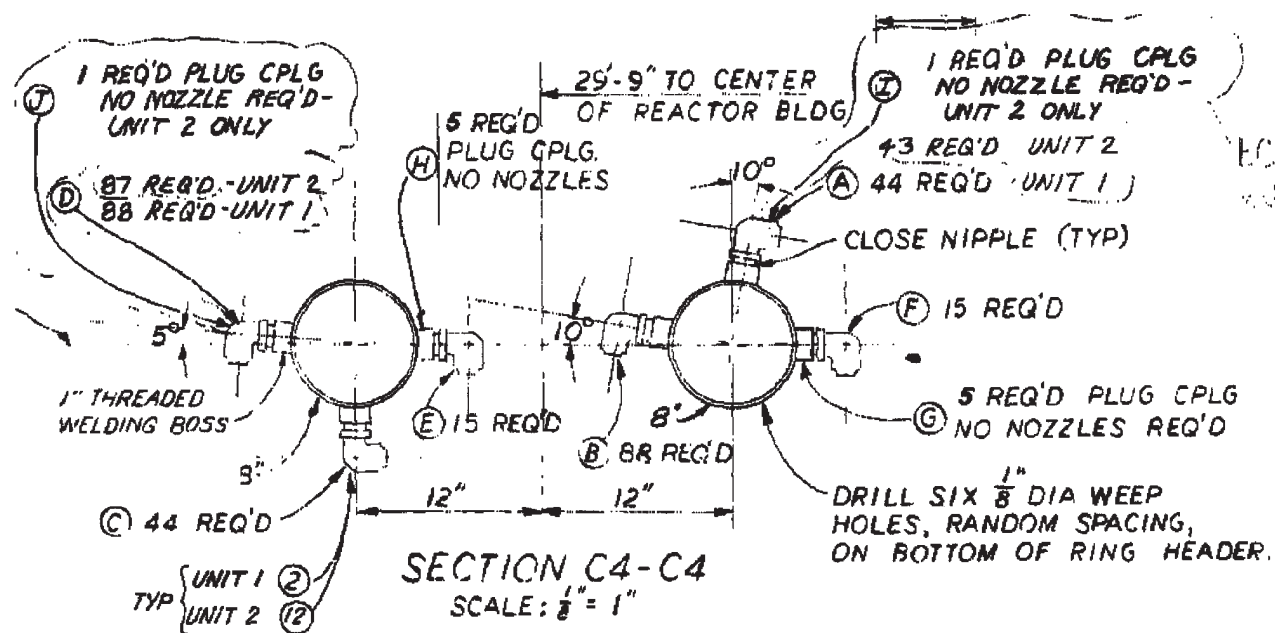 1 REQ'D PLUG CPLG
NO NOZZLE REQ'D-
UNIT 2 ONLY
J
87 REQ'D.-UNIT 2
88 REQ'D-UNIT 1
D
5 REQ'D
PLUG CPLG.
NO NOZZLES
H
29'-9" TO CENTER
OF REACTOR BLDG
1 REQ'D PLUG CPLG
NO NOZZLE REQ'D-
UNIT 2 ONLY
I
43 REQ'D UNIT 2
A 44 REQ'D UNIT 1
10°
CLOSE NIPPLE (TYP)
F 15 REQ'D
5°
10°
1" THREADED
WELDING BOSS
8"
E 15 REQ'D
B 88 REQ'D
8"
G 5 REQ'D PLUG CPLG
NO NOZZLES REQ'D
C 44 REQ'D
12"
12"
DRILL SIX 1/8" DIA WEEP
HOLES, RANDOM SPACING,
ON BOTTOM OF RING HEADER.
TYP { UNIT 1 2
UNIT 2 12
SECTION C4-C4
SCALE: 1/8" = 1"